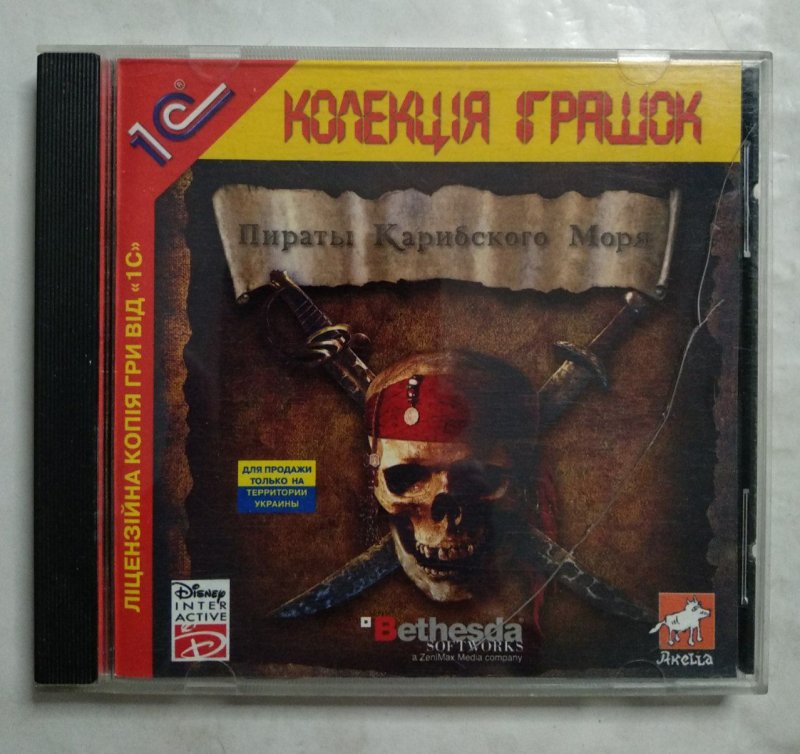 1С®
КОЛЕКЦІЯ ІГРАШОК
Пираты Карибского Моря
ЛІЦЕНЗІЙНА КОПІЯ ГРИ ВІД «1С»
ДЛЯ ПРОДАЖИ
ТОЛЬКО НА
ТЕРРИТОРИИ
УКРАИНЫ
DISNEY
INTER
ACTIVE
D
Bethesda
SOFTWORKS
a ZeniMax Media company
Akella